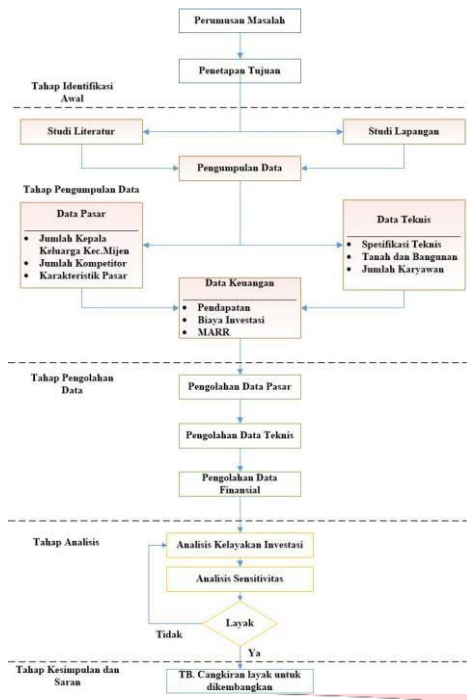 Perumusan Masalah
Penetapan Tujuan
Tahap Identifikasi
Awal
Studi Literatur
Studi Lapangan
Pengumpulan Data
Tahap Pengumpulan Data
Data Pasar
• Jumlah Kepala
Keluarga Kec.Mijen
• Jumlah Kompetitor
• Karakteristik Pasar
Data Teknis
• Spesifikasi Teknis
• Tanah dan Bangunan
• Jumlah Karyawan
Data Keuangan
• Pendapatan
• Biaya Investasi
• MARR
Tahap Pengolahan
Data
Pengolahan Data Pasar
Pengolahan Data Teknis
Pengolahan Data
Finansial
Tahap Analisis
Analisis Kelayakan Investasi
Analisis Sensitivitas
Layak
Tidak
Ya
Tahap Kesimpulan dan
Saran
TB. Cangkiran layak untuk
dikembangkan